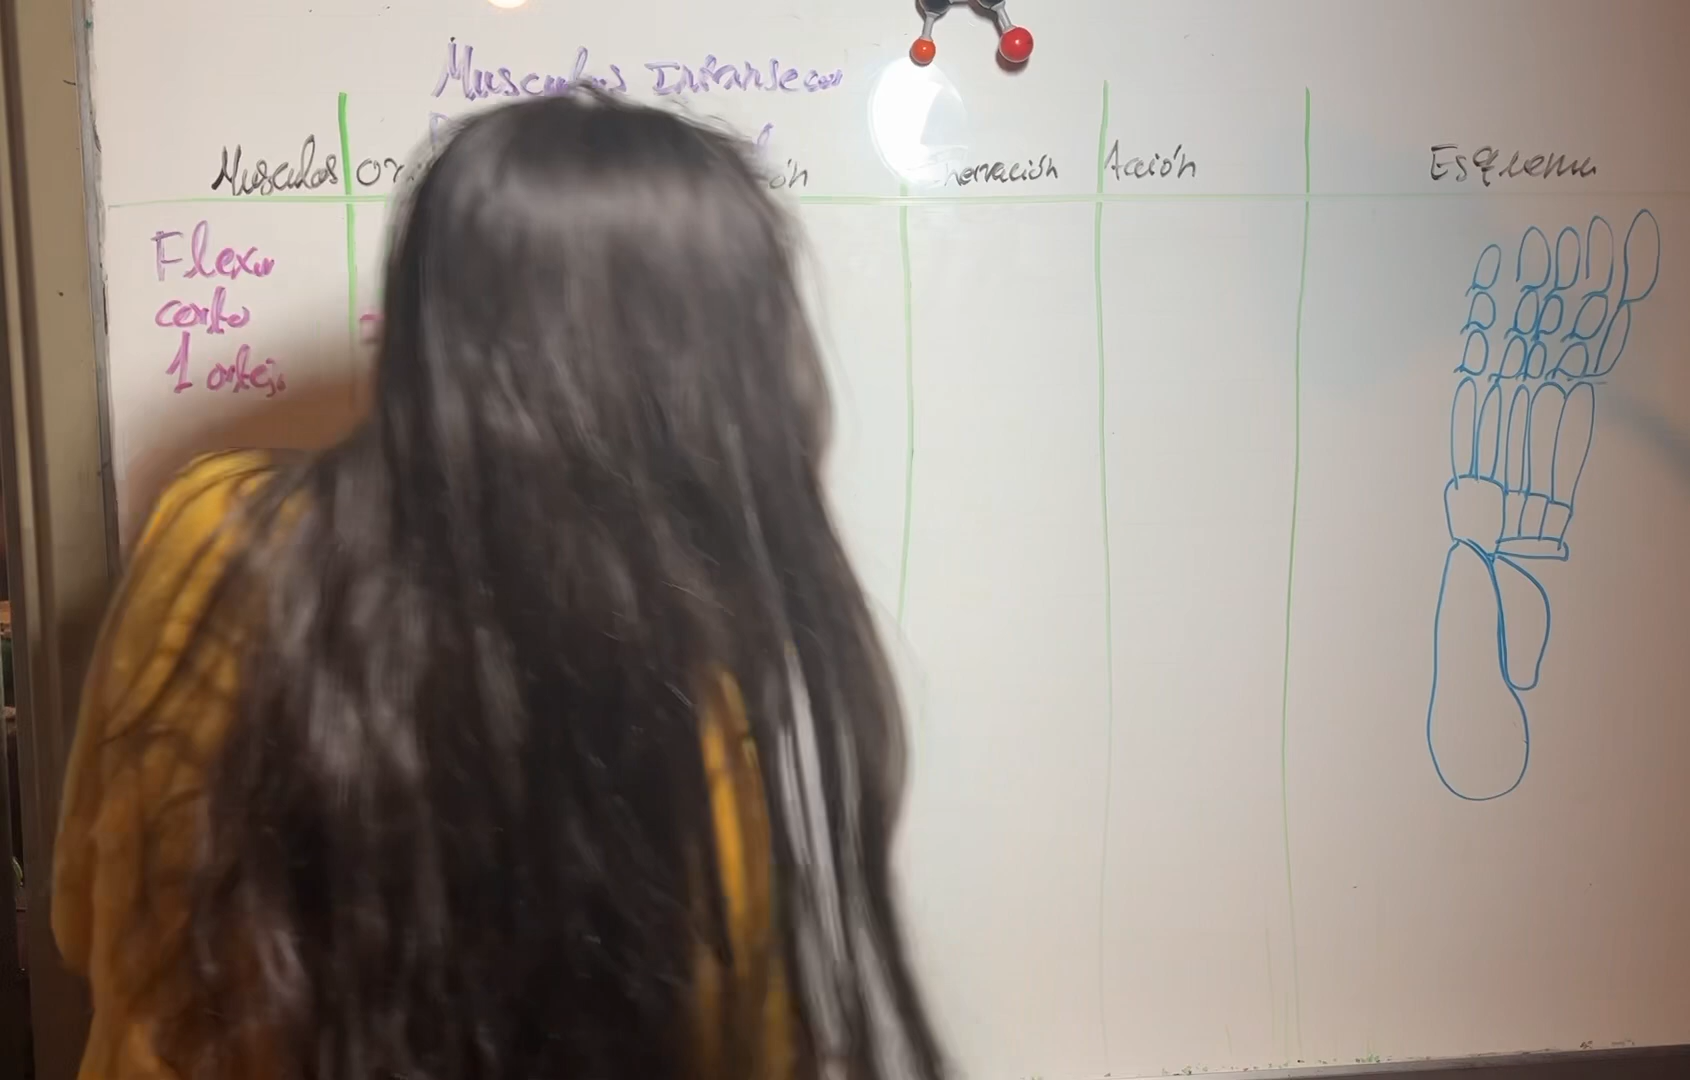 Musculos Intrinsecos
Musculos
Inervación
Acción
Esquema
Flexor
corto
1 ortejo